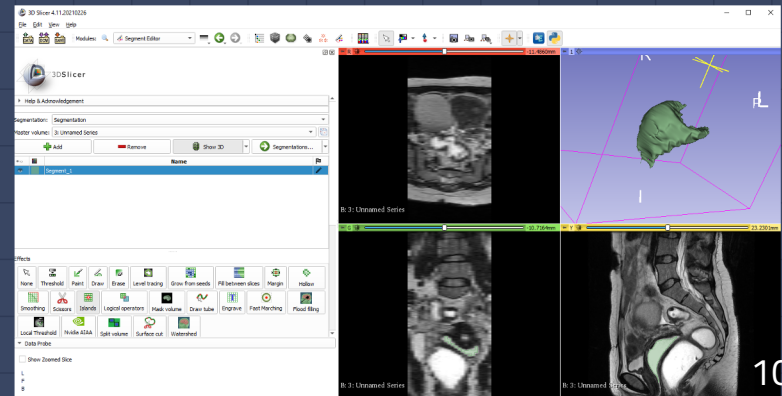 3D Slicer 4.11.20210226
File Edit View Help
Modules: Segment Editor
3DSlicer
Help & Acknowledgement
Segmentation: Segmentation
Master volume: 3: Unnamed Series
Add Remove Show 3D Segmentations...
Name
Segment_1
Effects
None Threshold Paint Draw Erase Level tracing Grow from seeds Fill between slices Margin Hollow
Smoothing Scissors Islands Logical operators Mask volume Draw tube Engrave Fast Marching Flood filling
Local Threshold Nvidia AIAA Split volume Surface cut Watershed
Data Probe
Show Zoomed Slice
L
F
B
R
-11.4860mm
B: 3: Unnamed Series
1
R
P
L
I
G
-10.7164mm
B: 3: Unnamed Series
Y
23.2301mm
B: 3: Unnamed Series
10